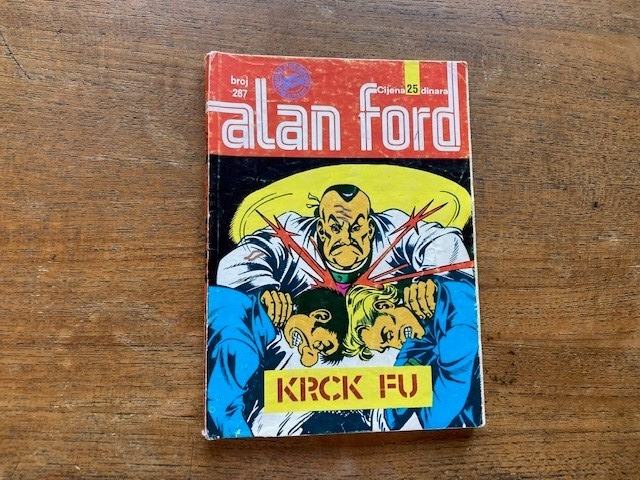 broj
287
Cijena 25 dinara
alan ford
KRCK FU